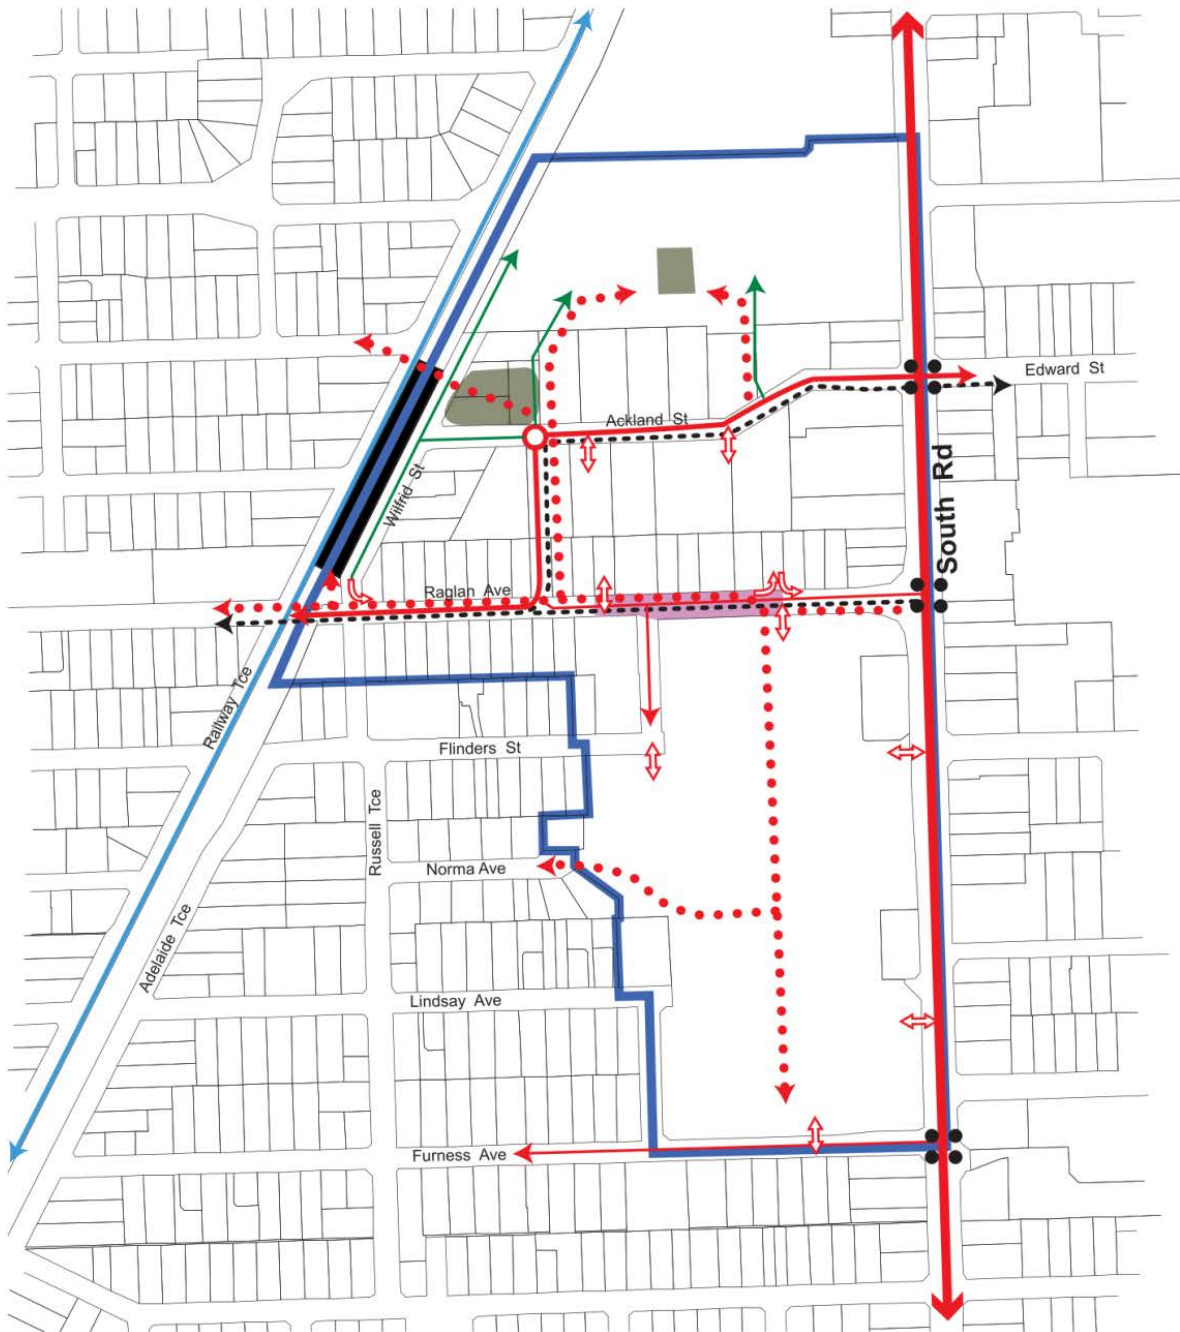 Edward St
Ackland St
South Rd
Wilfrid St
Raglan Ave
Railway Tce
Flinders St
Russell Tce
Norma Ave
Adelaide Tce
Lindsay Ave
Furness Ave